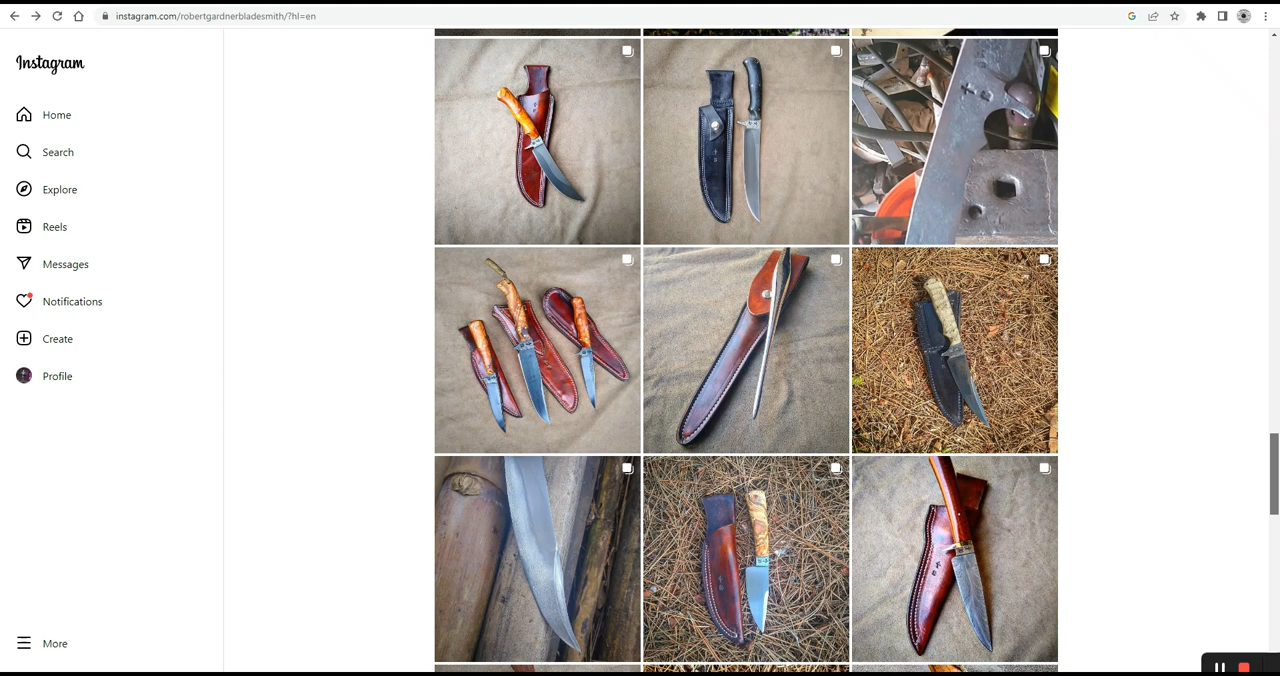 instagram.com/robertgardnerbladesmith/?hl=en
Instagram
Home
Search
Explore
Reels
Messages
Notifications
Create
Profile
More